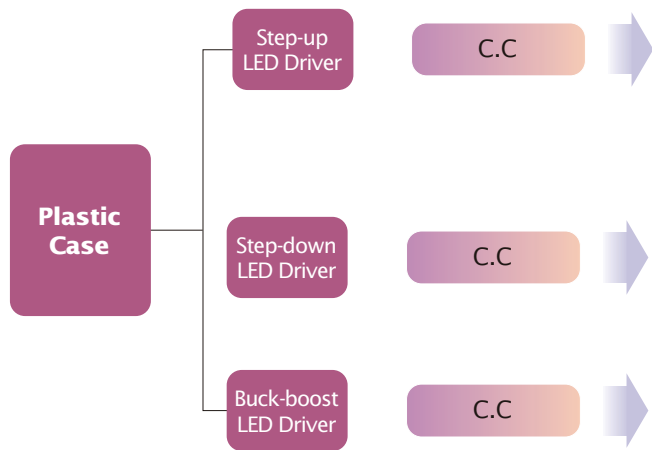 Step-up
LED Driver
C.C
Plastic
Case
Step-down
LED Driver
C.C
Buck-boost
LED Driver
C.C